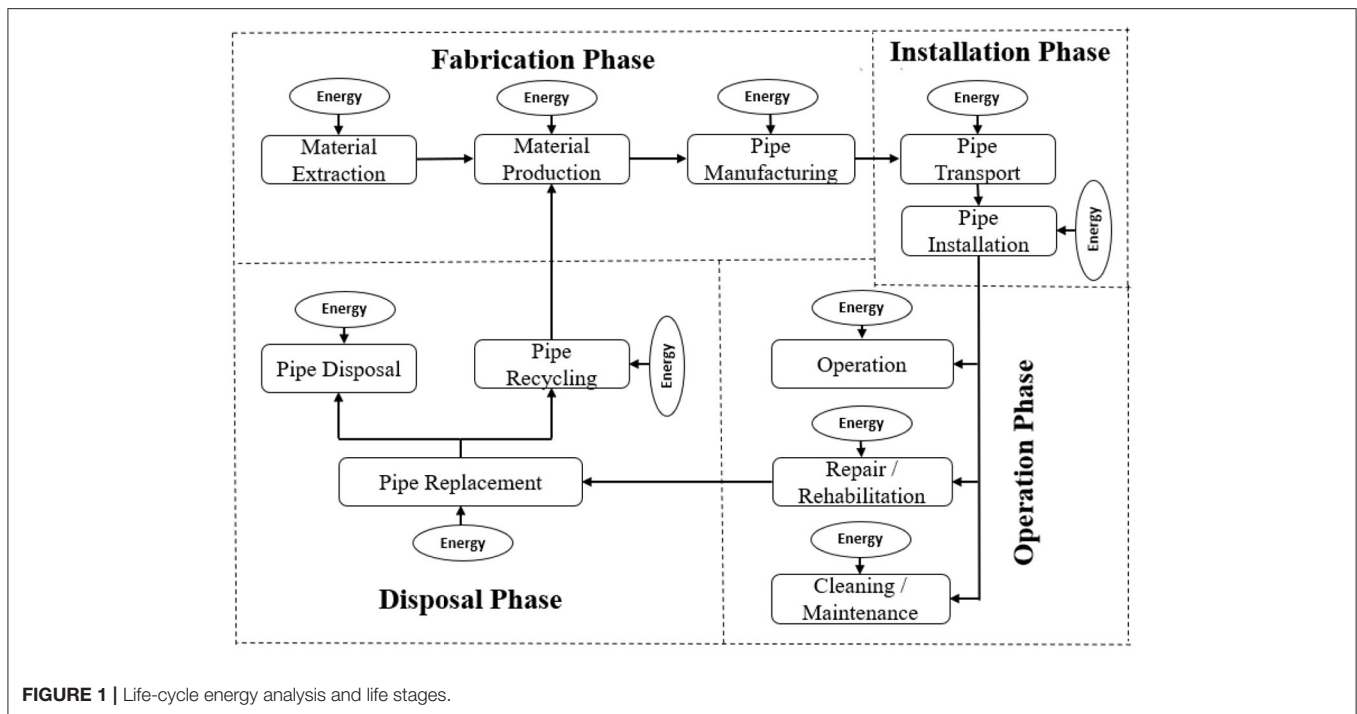 Fabrication Phase
Energy
Energy
Energy
Material
Extraction
Material
Production
Pipe
Manufacturing
Installation Phase
Energy
Pipe
Transport
Pipe
Installation
Energy
Energy
Operation
Energy
Repair /
Rehabilitation
Energy
Cleaning /
Maintenance
Operation Phase
Energy
Pipe Disposal
Pipe
Recycling
Energy
Pipe Replacement
Energy
Disposal Phase
FIGURE 1 | Life-cycle energy analysis and life stages.